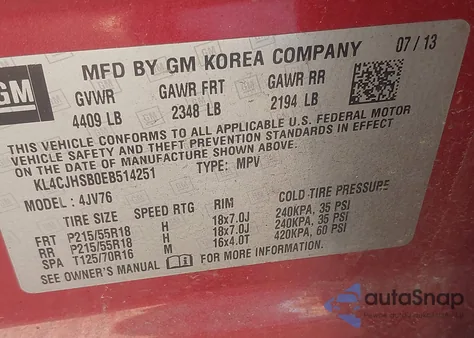 GM
MFD BY GM KOREA COMPANY 07/13
GVWR GAWR FRT GAWR RR
4409 LB 2348 LB 2194 LB
THIS VEHICLE CONFORMS TO ALL APPLICABLE U.S. FEDERAL MOTOR
VEHICLE SAFETY AND THEFT PREVENTION STANDARDS IN EFFECT ON
THE DATE OF MANUFACTURE SHOWN ABOVE.
KL4CJHSB0EB514251 TYPE: MPV
MODEL: 4JV76
TIRE SIZE SPEED RTG RIM COLD TIRE PRESSURE
FRT P215/55R18 H 18x7.0J 240KPA, 35 PSI
RR P215/55R18 H 18x7.0J 240KPA, 35 PSI
SPA T125/70R16 M 16x4.0T 420KPA, 60 PSI
SEE OWNER'S MANUAL FOR MORE INFORMATION.
autoSnap